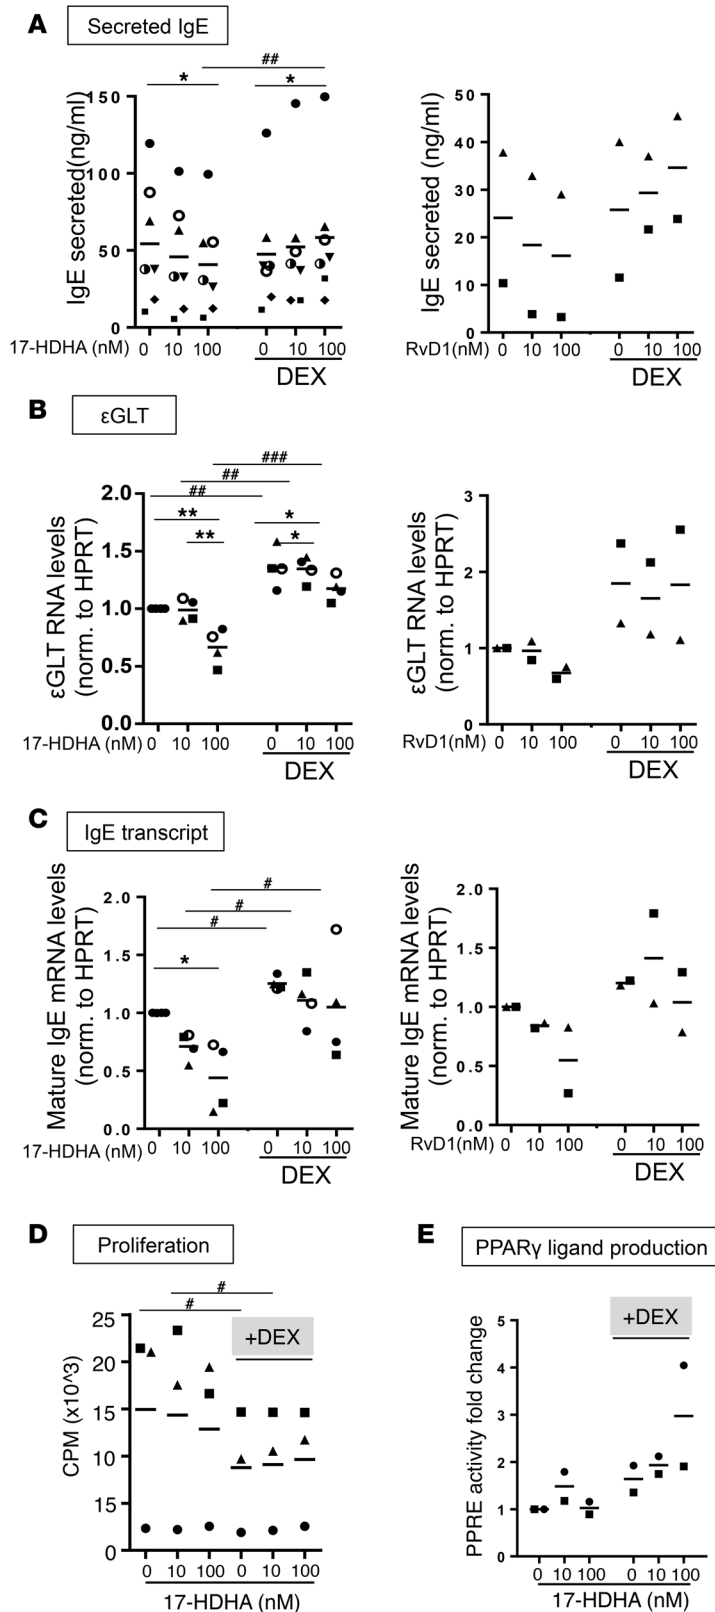 A
Secreted IgE
##
*
*
IgE secreted(ng/ml)
150
100
50
0
17-HDHA (nM)
0
10
100
0
10
100
DEX
IgE secreted (ng/ml)
50
40
30
20
10
0
RvD1(nM)
0
10
100
0
10
100
DEX
B
εGLT
###
##
##
**
**
*
*
εGLT RNA levels
(norm. to HPRT)
2.0
1.5
1.0
0.5
0.0
17-HDHA (nM)
0
10
100
0
10
100
DEX
εGLT RNA levels
(norm. to HPRT)
3
2
1
0
RvD1(nM)
0
10
100
0
10
100
DEX
C
IgE transcript
#
#
#
*
Mature IgE mRNA levels
(norm. to HPRT)
2.0
1.5
1.0
0.5
0.0
17-HDHA (nM)
0
10
100
0
10
100
DEX
Mature IgE mRNA levels
(norm. to HPRT)
2.0
1.5
1.0
0.5
0.0
RvD1(nM)
0
10
100
0
10
100
DEX
D
Proliferation
#
#
+DEX
CPM (x10^3)
25
20
15
10
15
0
0
10
100
0
10
100
17-HDHA (nM)
E
PPARγ ligand production
+DEX
PPRE activity fold change
5
4
3
2
1
0
0
10
100
0
10
100
17-HDHA (nM)